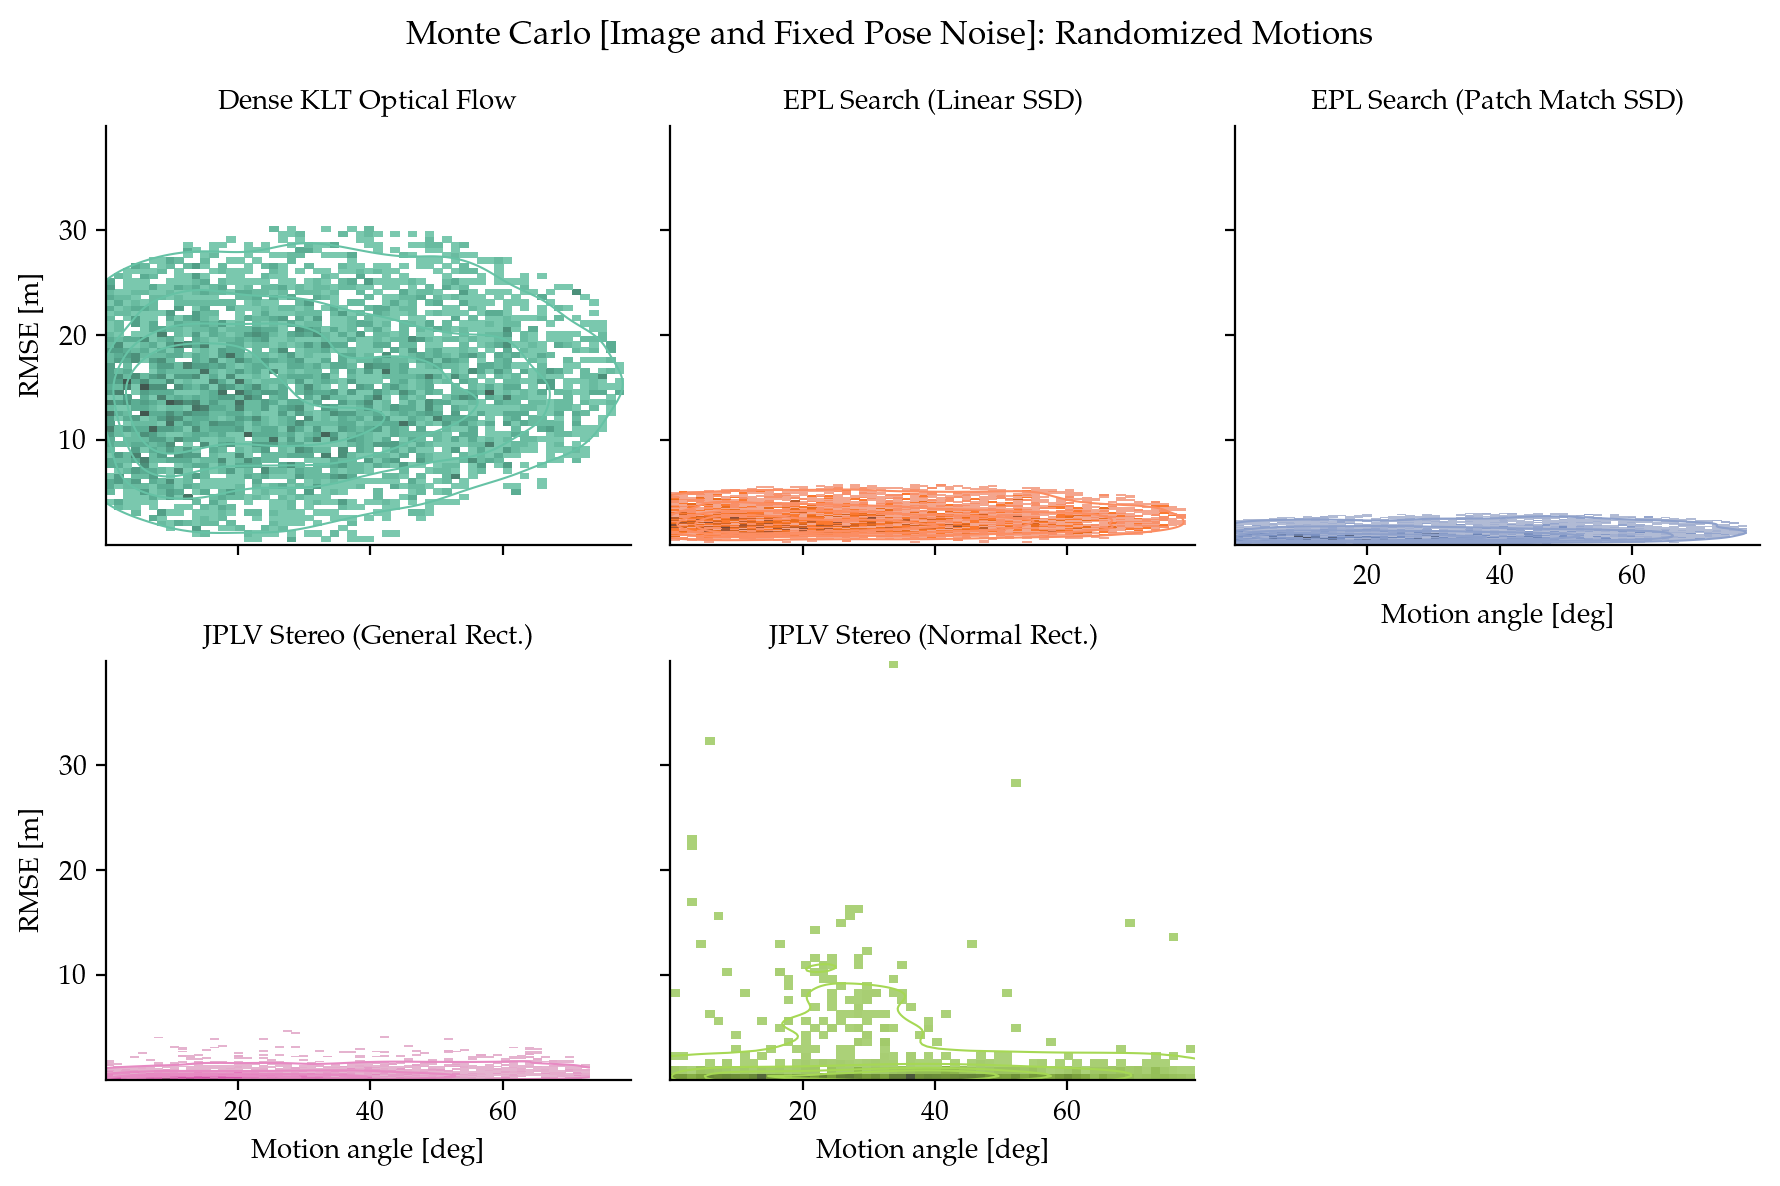 Monte Carlo [Image and Fixed Pose Noise]: Randomized Motions
Dense KLT Optical Flow
EPL Search (Linear SSD)
EPL Search (Patch Match SSD)
RMSE [m]
30
20
10
20
40
60
Motion angle [deg]
JPLV Stereo (General Rect.)
JPLV Stereo (Normal Rect.)
RMSE [m]
30
20
10
20
40
60
Motion angle [deg]
20
40
60
Motion angle [deg]